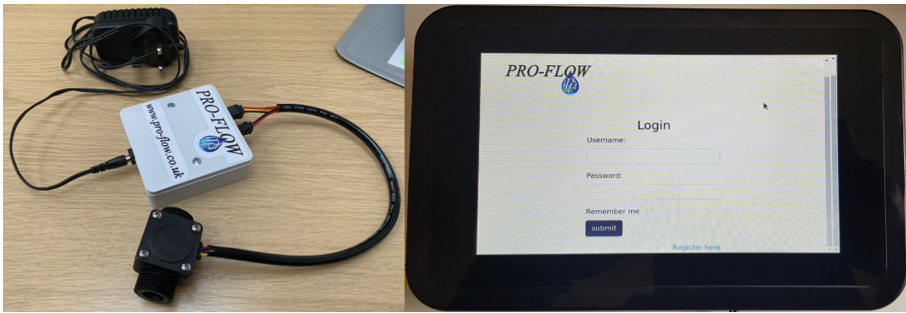 PRO-FLOW
www.pro-flow.co.uk
PRO-FLOW
Login
Username:
Password:
Remember me
submit
Register here